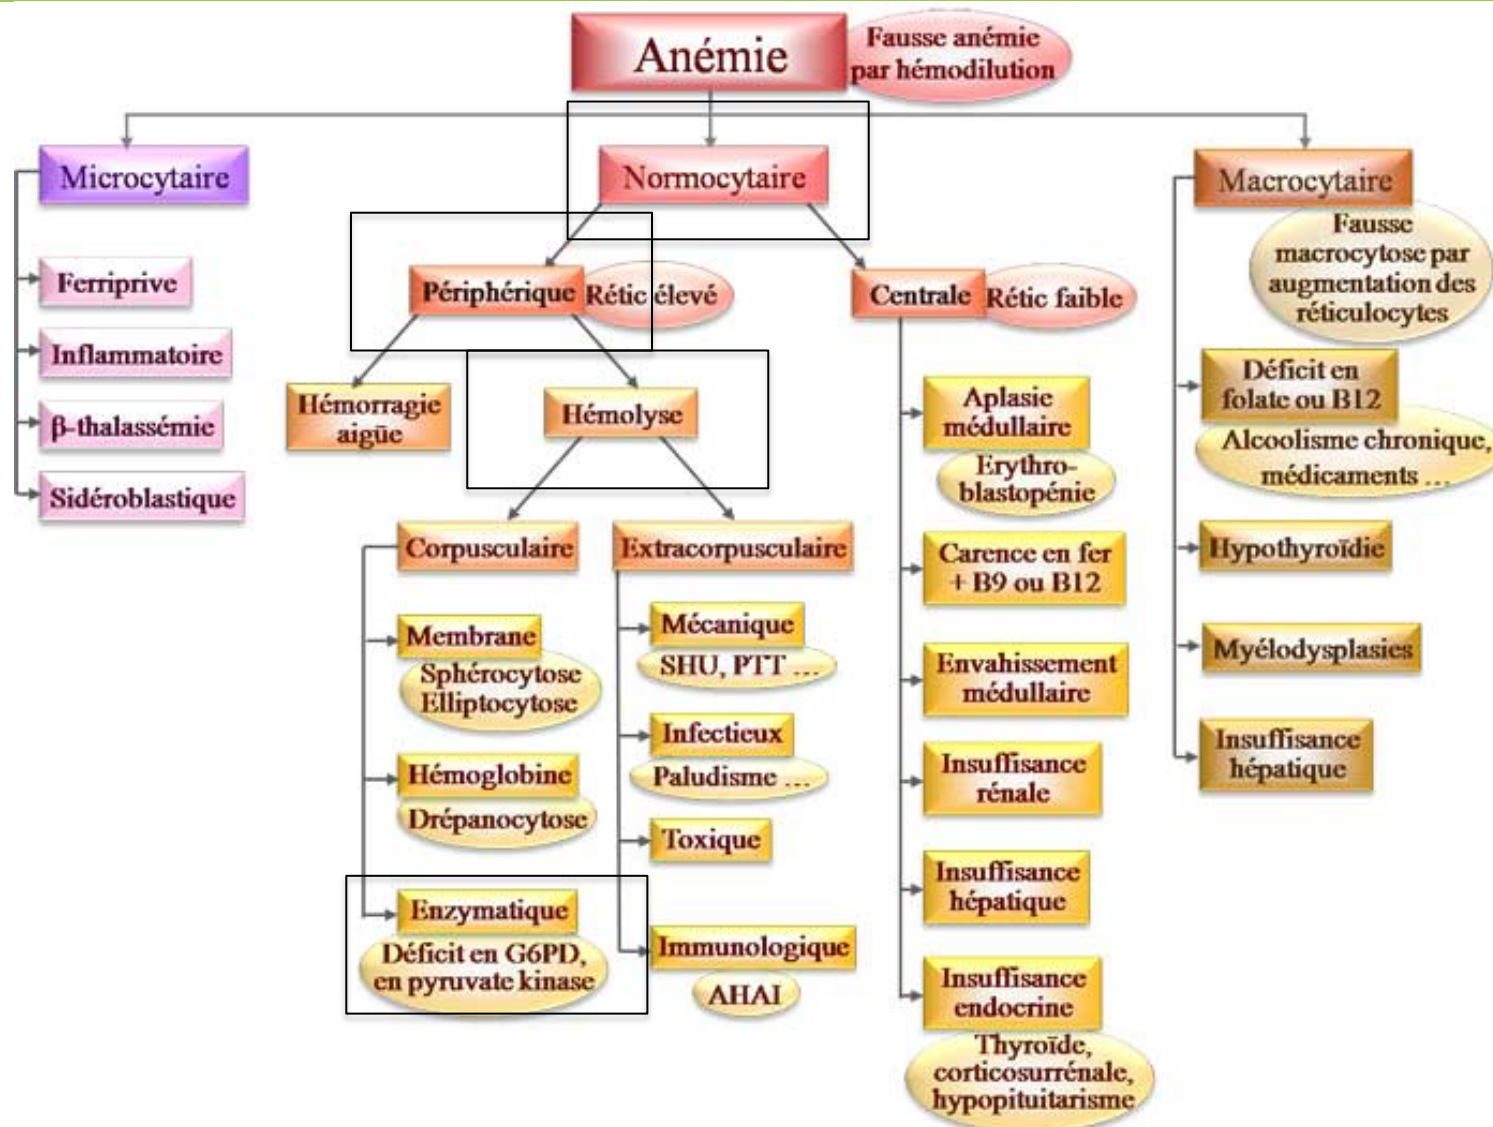 Anémie
Fausse anémie
par hémodilution
Microcytaire
Ferriprive
Inflammatoire
β-thalassémie
Sidéroblastique
Normocytaire
Périphérique
Rétic élevé
Hémorragie
aigüe
Hémolyse
Corpusculaire
Membrane
Sphérocytose
Elliptocytose
Hémoglobine
Drépanocytose
Enzymatique
Déficit en G6PD,
en pyruvate kinase
Extracorpusculaire
Mécanique
SHU, PTT ...
Infectieux
Paludisme ...
Toxique
Immunologique
AHAI
Centrale
Rétic faible
Aplasie
médullaire
Erythro-
blastopénie
Carence en fer
+ B9 ou B12
Envahissement
médullaire
Insuffisance
rénale
Insuffisance
hépatique
Insuffisance
endocrine
Thyroïde,
corticosurrénale,
hypopituitarisme
Macrocytaire
Fausse
macrocytose par
augmentation des
réticulocytes
Déficit en
folate ou B12
Alcoolisme chronique,
médicaments ...
Hypothyroïdie
Myélodysplasies
Insuffisance
hépatique